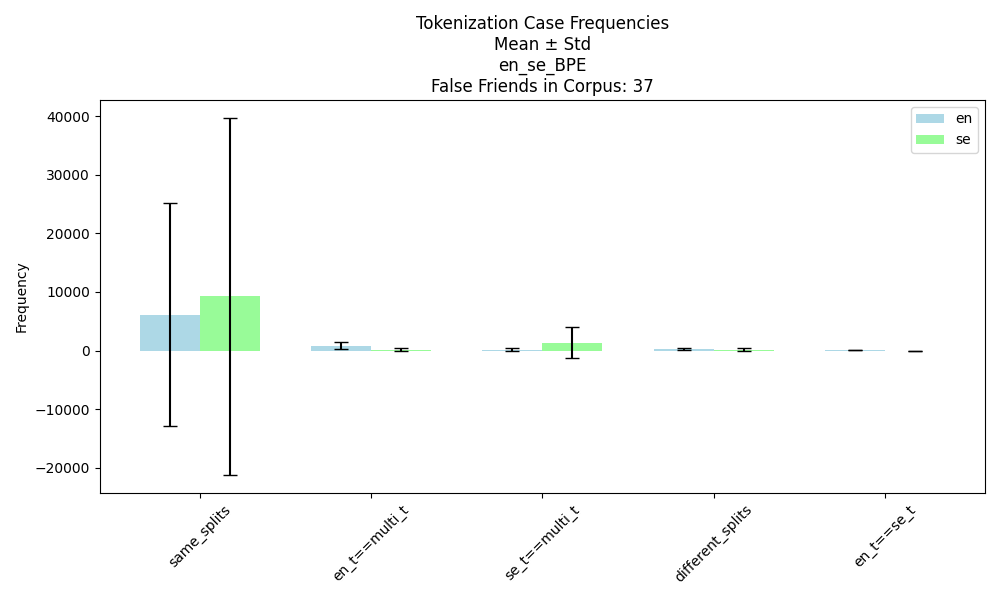 Tokenization Case Frequencies
Mean ± Std
en_se_BPE
False Friends in Corpus: 37
en
se
Frequency
40000
30000
20000
10000
0
−10000
−20000
same_splits
en_t==multi_t
se_t==multi_t
different_splits
en_t==se_t